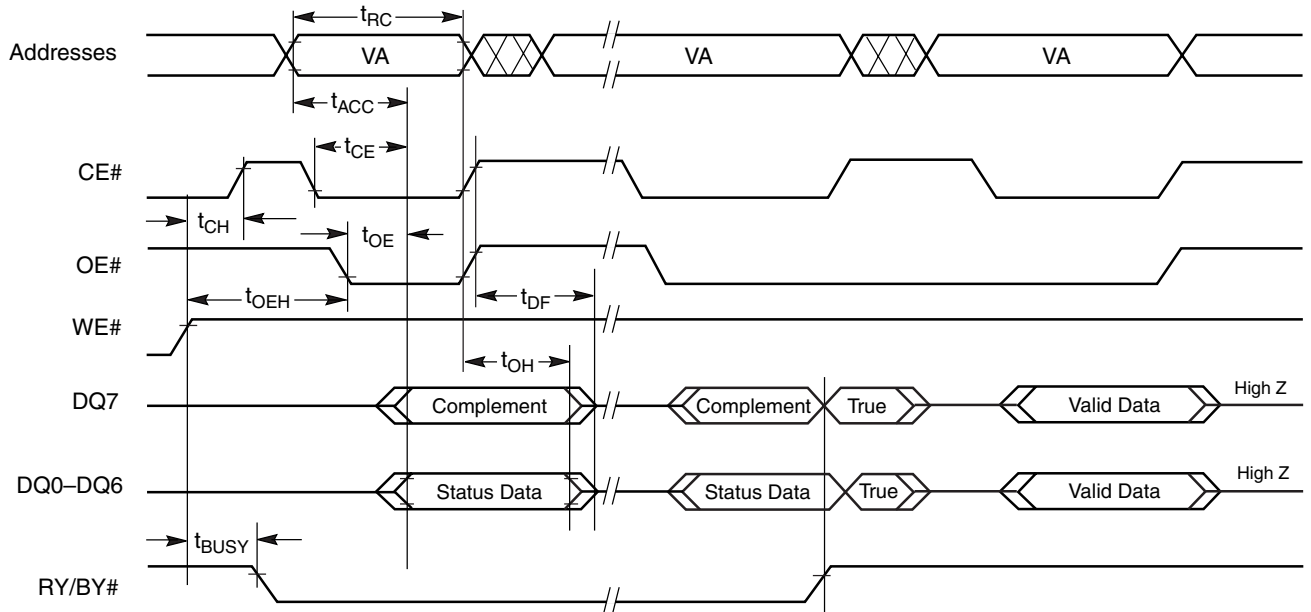 tRC
Addresses VA VA VA
tACC
tCE
CE#
tCH
tOE
OE#
tOEH
tDF
WE#
tOH
DQ7 Complement Complement True Valid Data High Z
DQ0–DQ6 Status Data Status Data True Valid Data High Z
tBUSY
RY/BY#